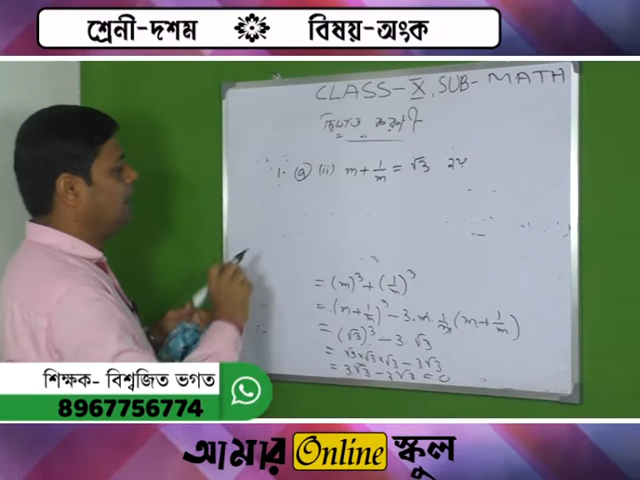 শ্রেনী-দশম বিষয়-অংক
CLASS-X, SUB- MATH
দ্বিঘাত করণী
1. (a) (ii) m + 1/m = √3 হয়
= (m)³ + (1/m)³
= (m + 1/m)³ - 3.m.1/m (m + 1/m)
= (√3)³ - 3.√3
= √3×√3×√3 - 3√3
= 3√3 - 3√3 = 0
শিক্ষক- বিশ্বজিত ভগত
8967756774
আমার Online স্কুল